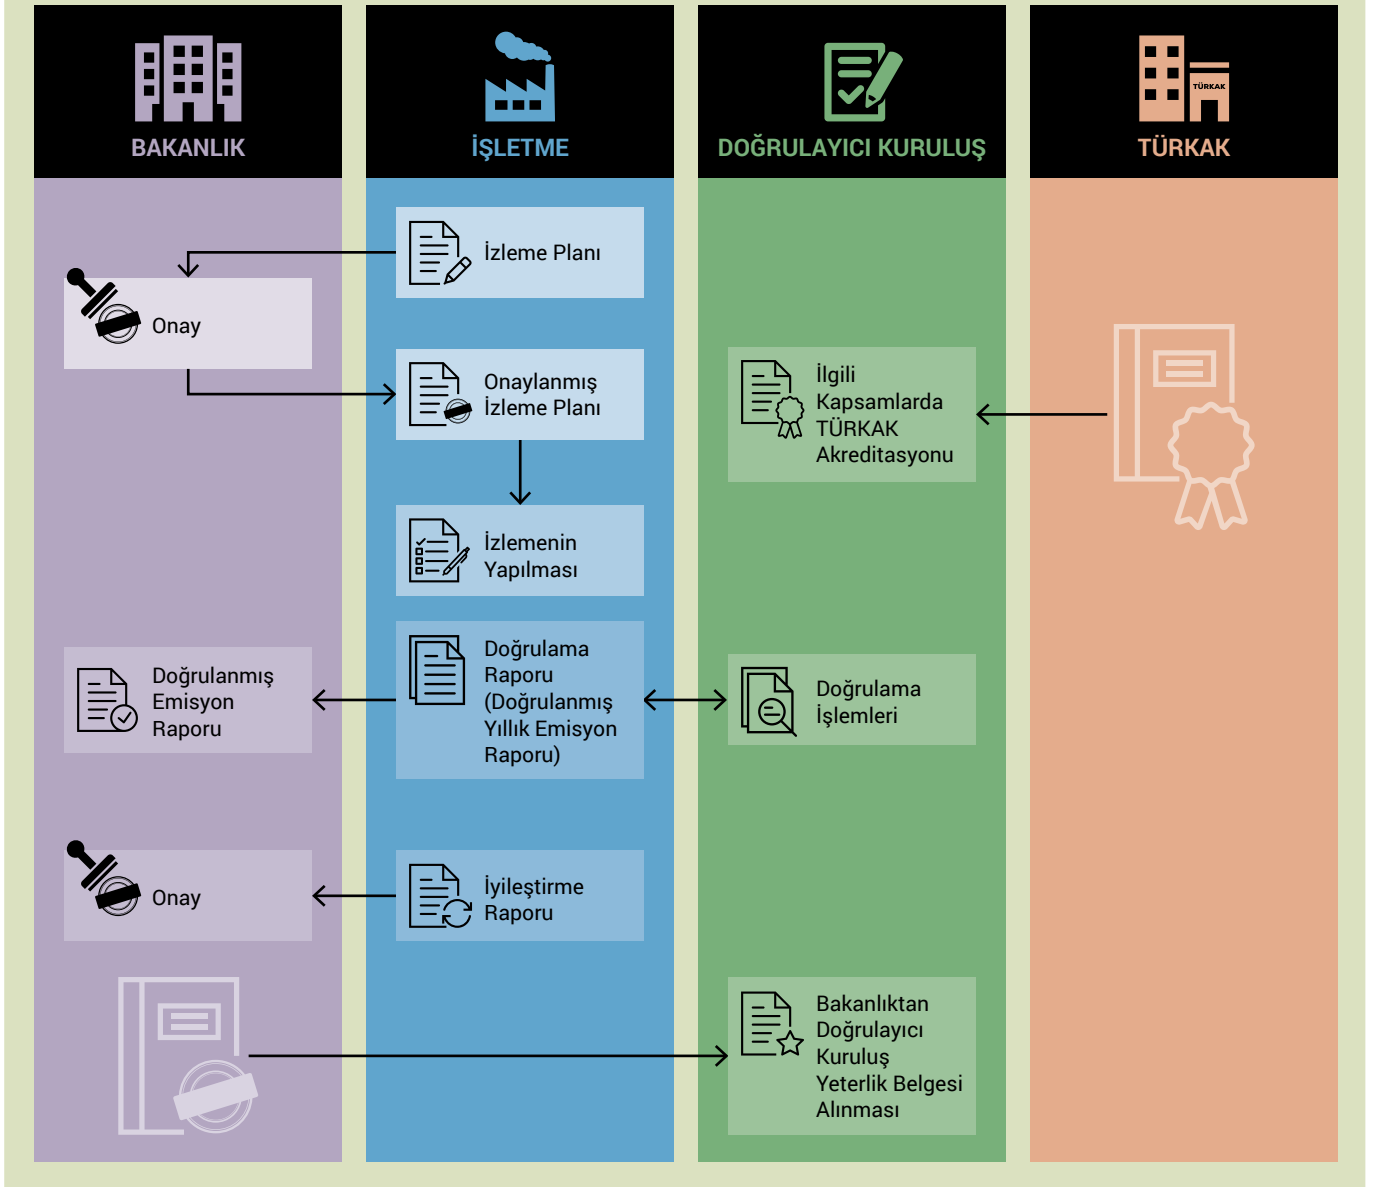 BAKANLIK
İŞLETME
DOĞRULAYICI KURULUŞ
TÜRKAK
TÜRKAK
İzleme Planı
Onay
Onaylanmış
İzleme Planı
İlgili
Kapsamlarda
TÜRKAK
Akreditasyonu
İzlemenin
Yapılması
Doğrulanmış
Emisyon
Raporu
Doğrulama
Raporu
(Doğrulanmış
Yıllık Emisyon
Raporu)
Doğrulama
İşlemleri
Onay
İyileştirme
Raporu
Bakanlıktan
Doğrulayıcı
Kuruluş
Yeterlik Belgesi
Alınması